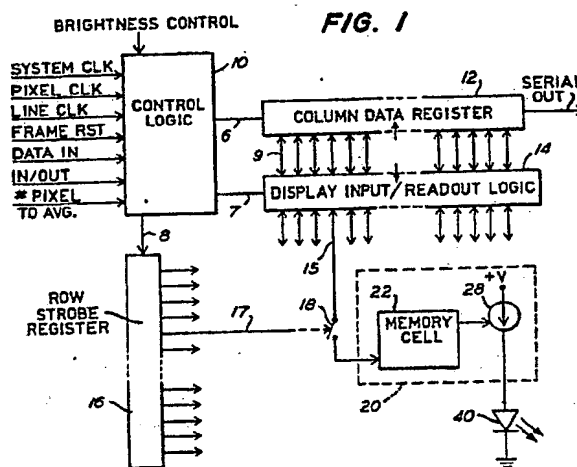 FIG. 1
BRIGHTNESS CONTROL
10
SYSTEM CLK
PIXEL CLK
LINE CLK
FRAME RST
DATA IN
IN/OUT
# PIXEL
TO AVG.
CONTROL
LOGIC
6
7
8
12
COLUMN DATA REGISTER
SERIAL
OUT
9
14
DISPLAY INPUT/READOUT LOGIC
15
ROW
STROBE
REGISTER
16
17
18
22
MEMORY
CELL
+V
28
20
40